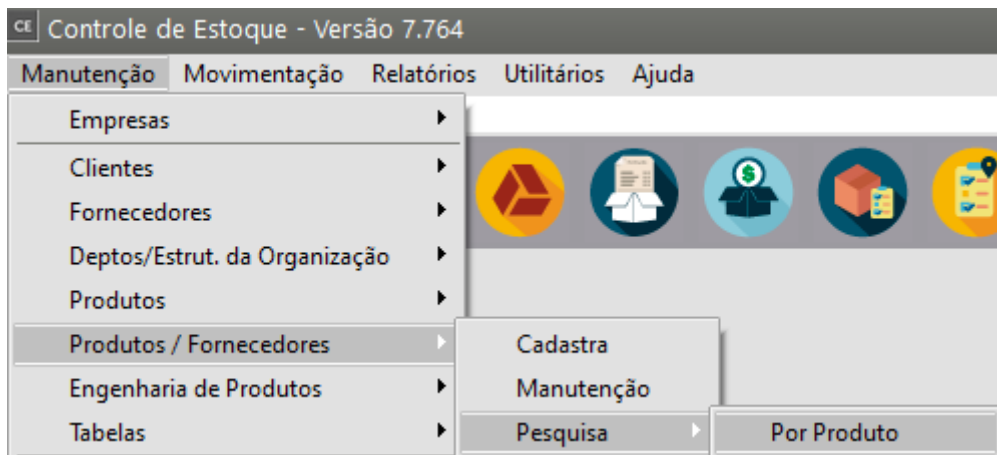 CE Controle de Estoque - Versão 7.764
Manutenção Movimentação Relatórios Utilitários Ajuda
Empresas
Clientes
Fornecedores
Deptos/Estrut. da Organização
Produtos
Produtos / Fornecedores
Cadastra
Engenharia de Produtos
Manutenção
Tabelas
Pesquisa
Por Produto